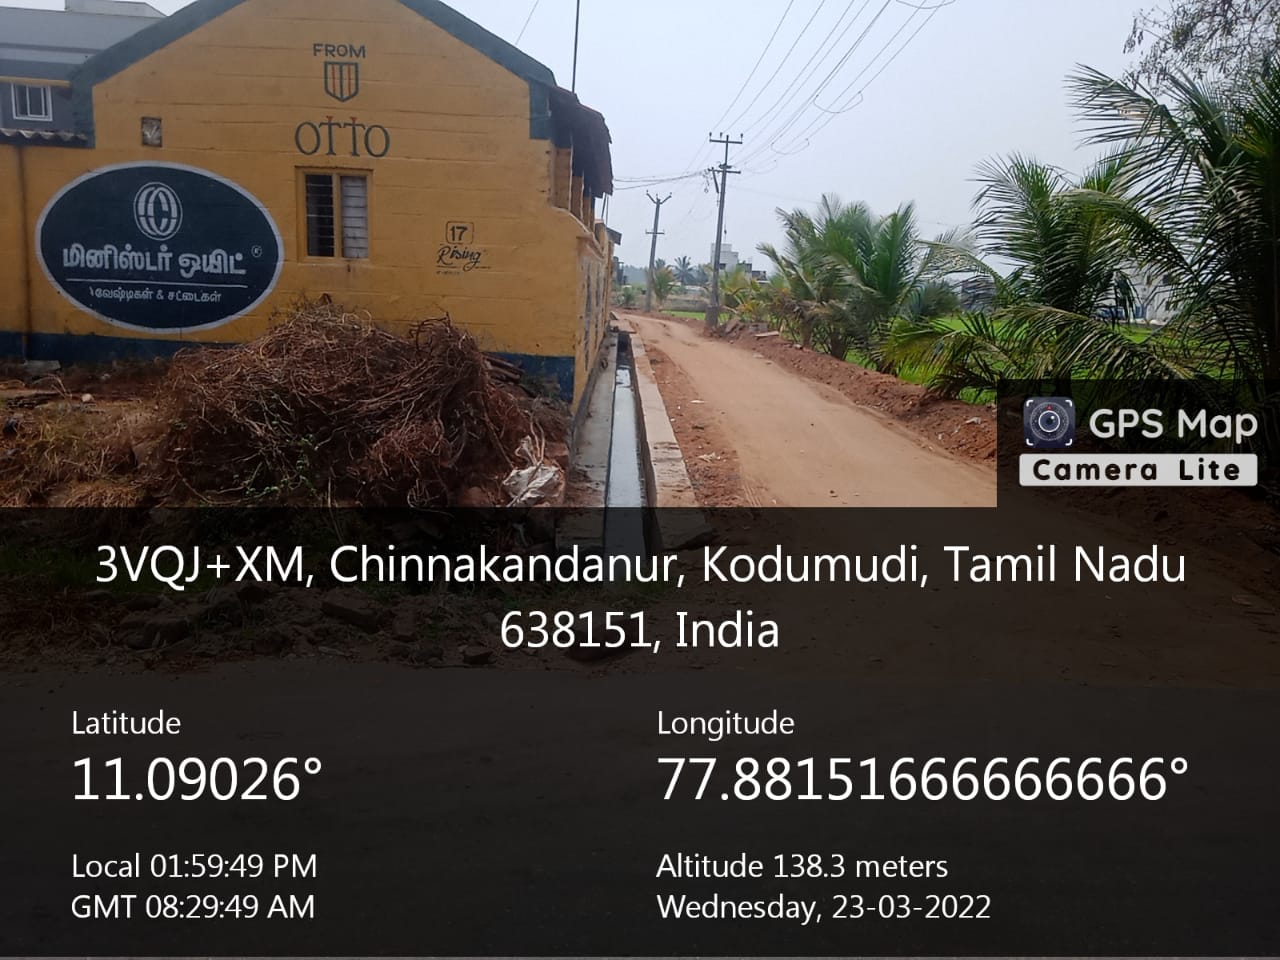 FROM
OTTO
மினிஸ்டர் ஒயிட் ®
வேஷ்டிகள் & சட்டைகள்
17
Rising
GPS Map
Camera Lite
3VQJ+XM, Chinnakandanur, Kodumudi, Tamil Nadu
638151, India
Latitude
11.09026°
Longitude
77.88151666666666°
Local 01:59:49 PM
GMT 08:29:49 AM
Altitude 138.3 meters
Wednesday, 23-03-2022